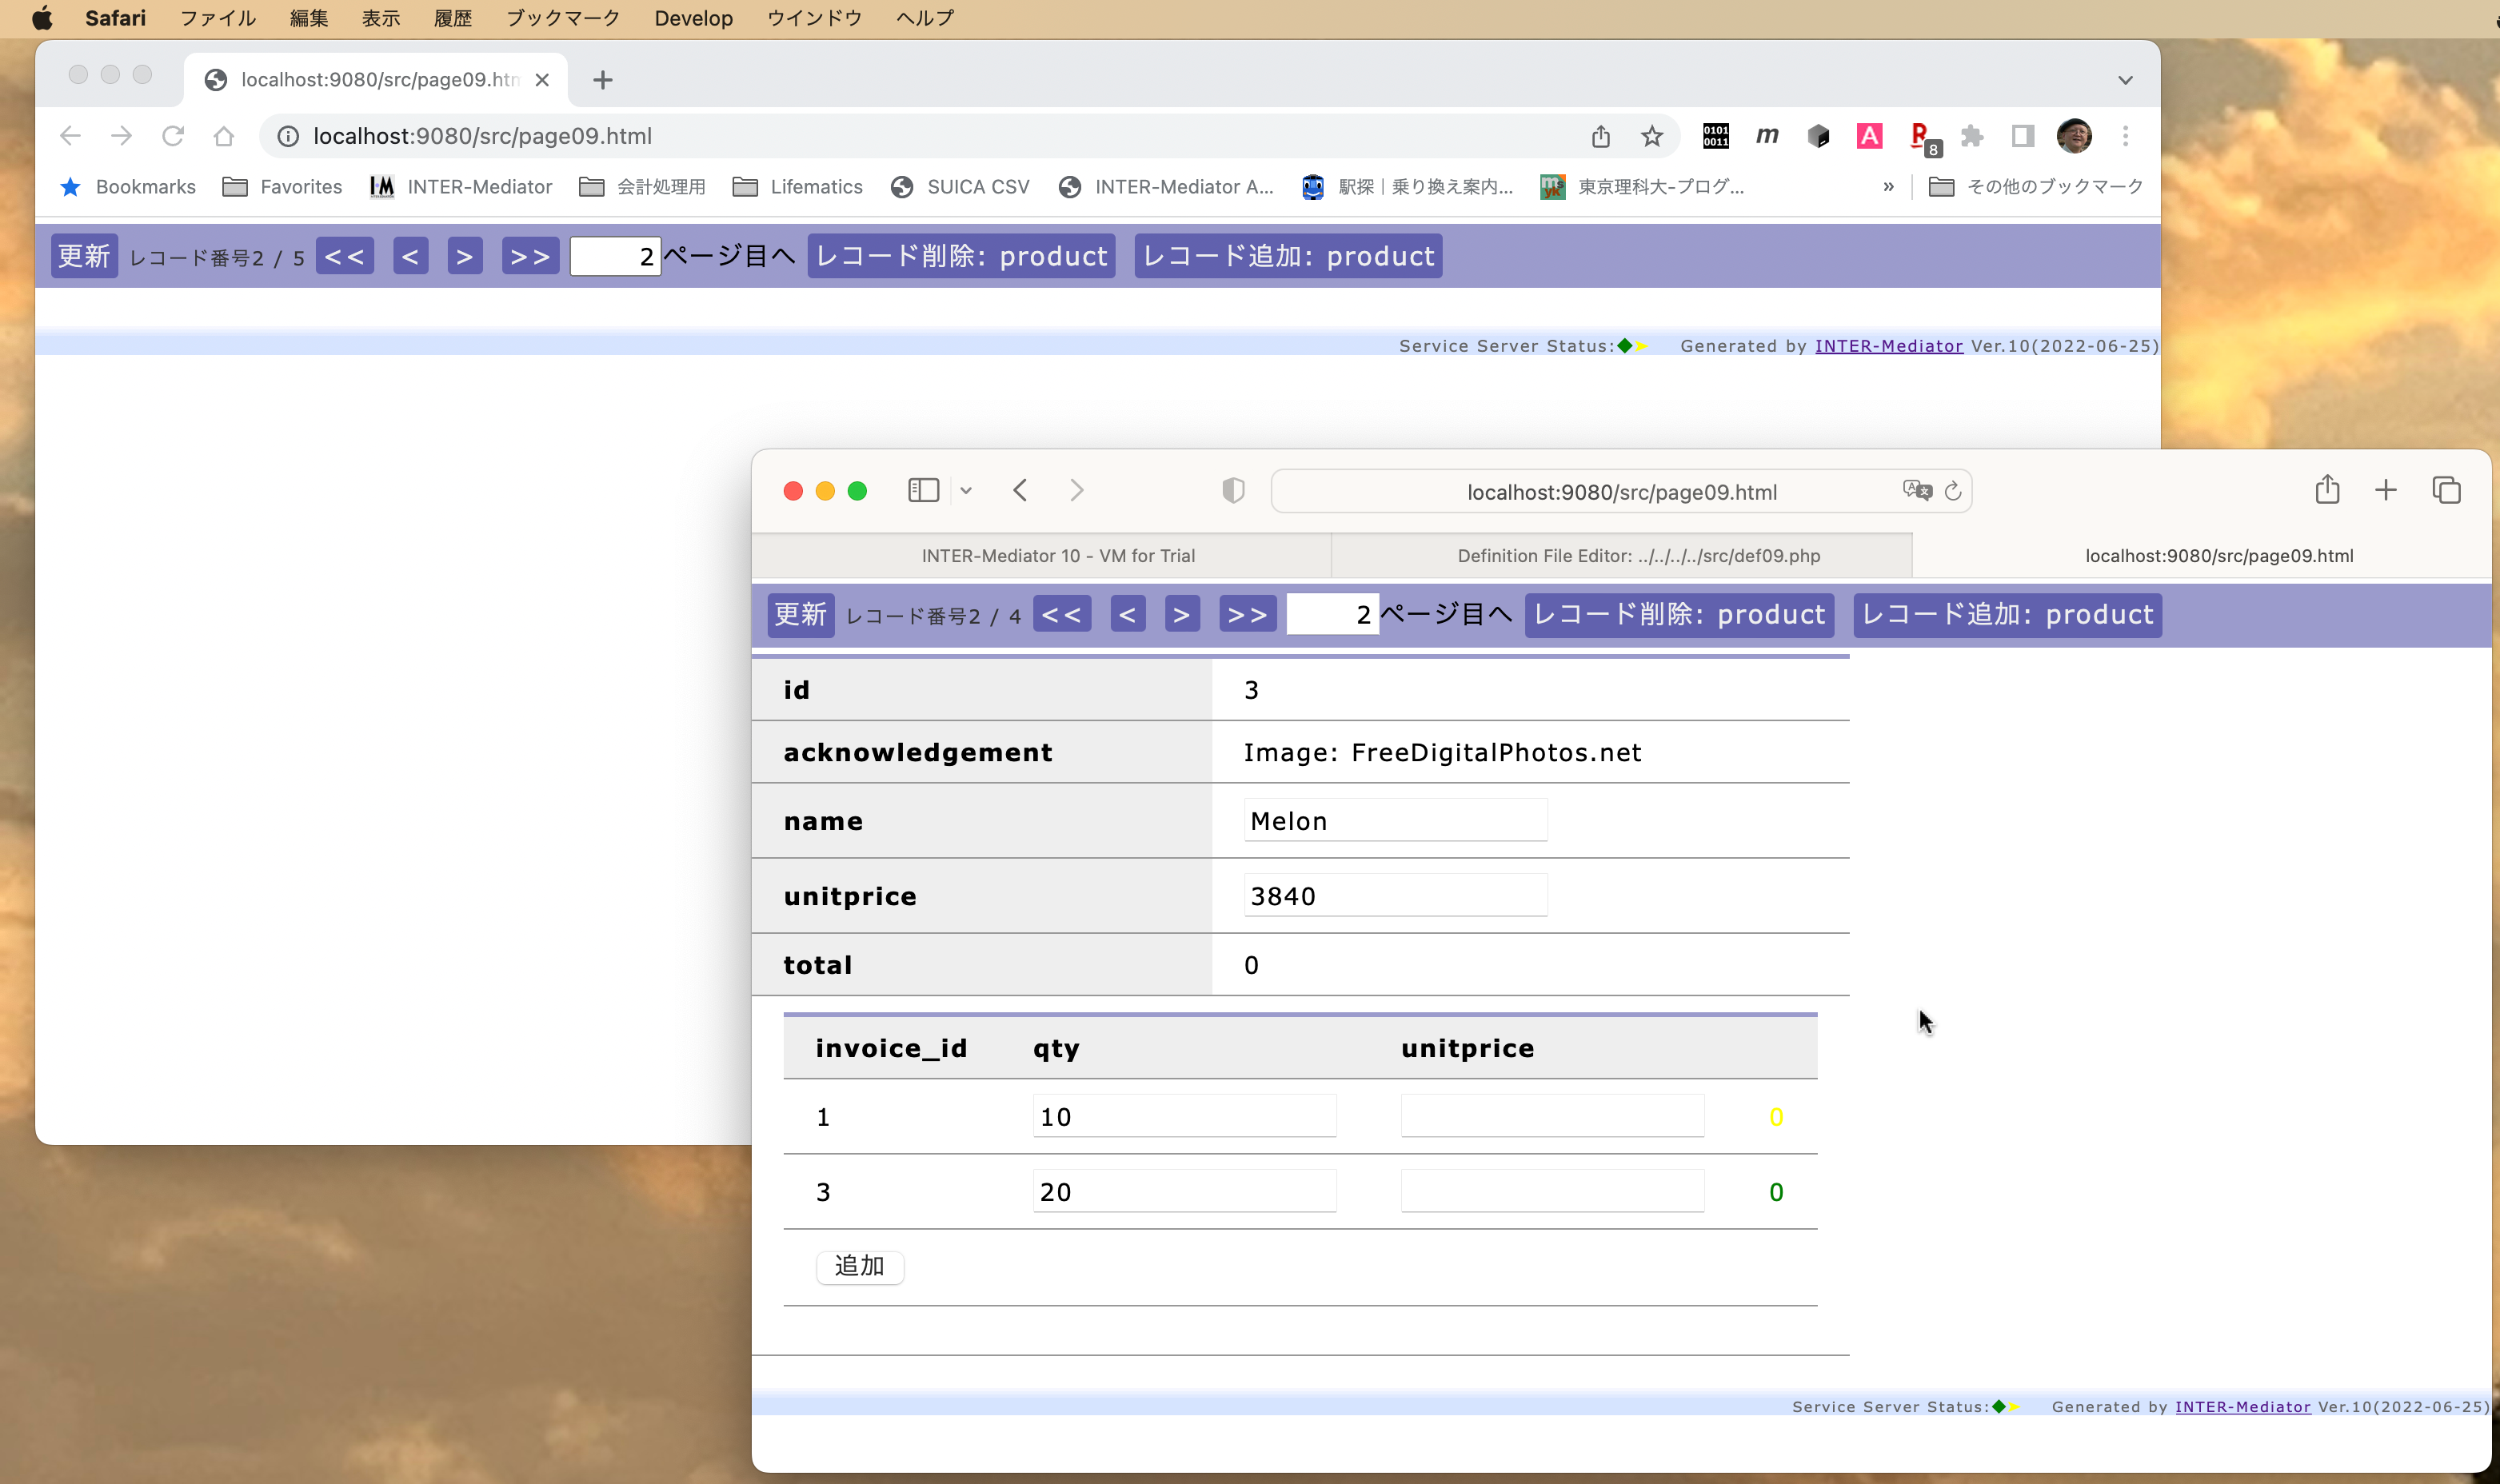 Safari ファイル 編集 表示 履歴 ブックマーク Develop ウインドウ ヘルプ
localhost:9080/src/page09.htm
localhost:9080/src/page09.html
0101 0011 m A R 8
Bookmarks Favorites INTER-Mediator 会計処理用 Lifematics SUICA CSV INTER-Mediator A... 駅探｜乗り換え案内... 東京理科大-プログ... » その他のブックマーク
更新 レコード番号2 / 5 << < > >> 2 ページ目へ レコード削除: product レコード追加: product
Service Server Status: Generated by INTER-Mediator Ver.10(2022-06-25)
localhost:9080/src/page09.html
INTER-Mediator 10 - VM for Trial
Definition File Editor: ../../../../src/def09.php
localhost:9080/src/page09.html
更新 レコード番号2 / 4 << < > >> 2 ページ目へ レコード削除: product レコード追加: product
id 3
acknowledgement Image: FreeDigitalPhotos.net
name Melon
unitprice 3840
total 0
invoice_id qty unitprice
1 10 0
3 20 0
追加
Service Server Status: Generated by INTER-Mediator Ver.10(2022-06-25)